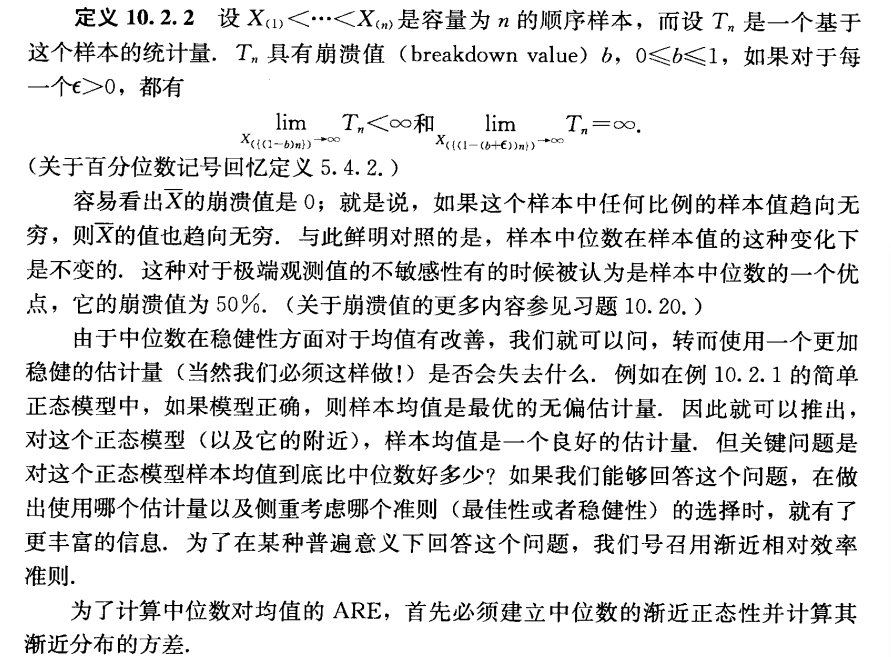 定义 10.2.2 设 X₍₁₎<⋯<X₍ₙ₎是容量为 n 的顺序样本，而设 Tₙ 是一个基于
这个样本的统计量．Tₙ 具有崩溃值（breakdown value）b，0≤b≤1，如果对于每
一个ϵ>0，都有
lim_{X_({(1−b)n})→∞} Tₙ<∞和 lim_{X_({(1−(b+ϵ))n})→∞} Tₙ=∞.
（关于百分位数记号回忆定义 5.4.2.）
容易看出X̄的崩溃值是 0；就是说，如果这个样本中任何比例的样本值趋向无
穷，则X̄的值也趋向无穷．与此鲜明对照的是，样本中位数在样本值的这种变化下
是不变的．这种对于极端观测值的不敏感性有的时候被认为是样本中位数的一个优
点，它的崩溃值为 50%．（关于崩溃值的更多内容参见习题 10.20.）
由于中位数在稳健性方面对于均值有改善，我们就可以问，转而使用一个更加
稳健的估计量（当然我们必须这样做！）是否会失去什么．例如在例 10.2.1 的简单
正态模型中，如果模型正确，则样本均值是最优的无偏估计量．因此就可以推出，
对这个正态模型（以及它的附近），样本均值是一个良好的估计量．但关键问题是
对这个正态模型样本均值到底比中位数好多少？如果我们能够回答这个问题，在做
出使用哪个估计量以及侧重考虑哪个准则（最佳性或者稳健性）的选择时，就有了
更丰富的信息．为了在某种普遍意义下回答这个问题，我们号召用渐近相对效率
准则．
为了计算中位数对均值的 ARE，首先必须建立中位数的渐近正态性并计算其
渐近分布的方差．